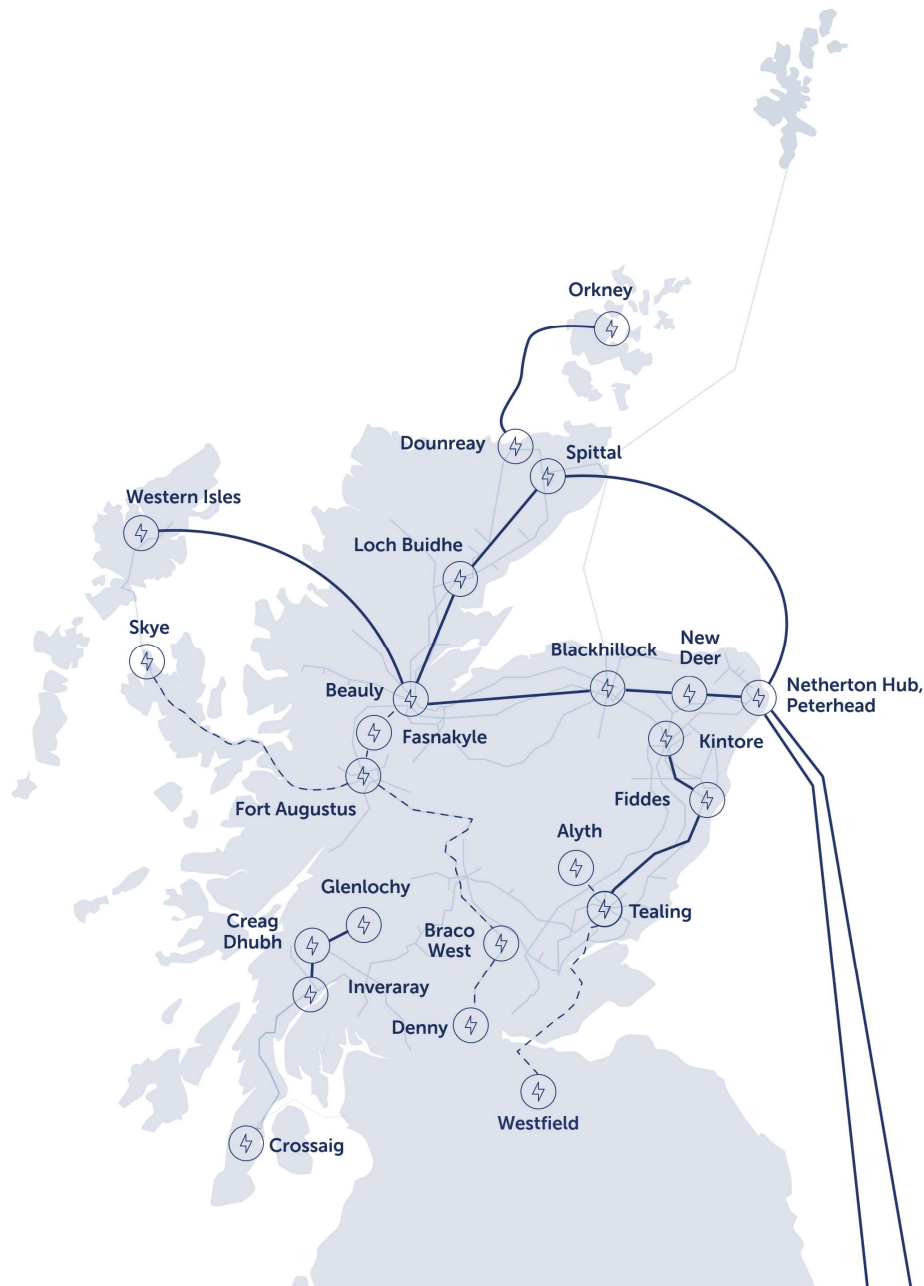 Orkney
Dounreay
Spittal
Western Isles
Loch Buidhe
Skye
Blackhillock
New
Deer
Beauly
Netherton Hub,
Peterhead
Fasnakyle
Kintore
Fort Augustus
Fiddes
Alyth
Glenlochy
Creag
Dhubh
Braco
West
Tealing
Inveraray
Denny
Westfield
Crossaig